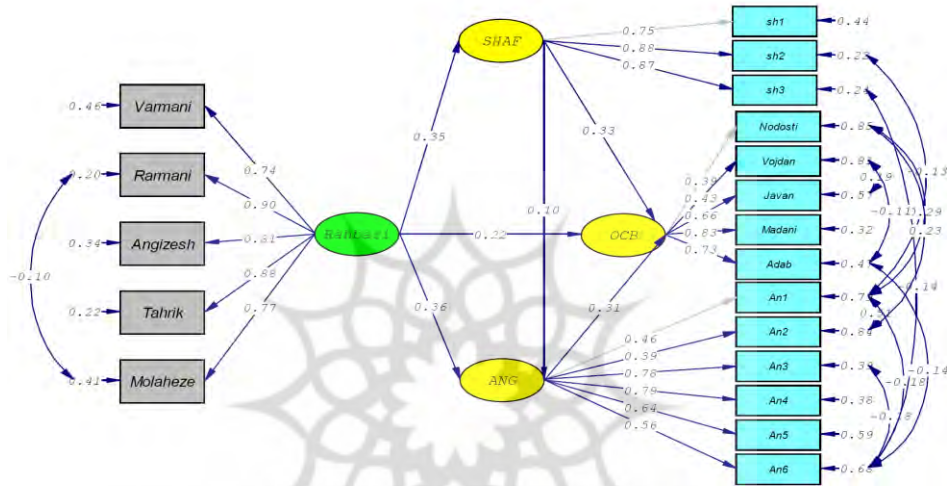 SHAF
0.75
sh1
0.44
0.88
sh2
0.22
0.87
sh3
0.24
0.46
Varmani
0.33
Nodosti
0.85
0.35
0.39
Vojdan
0.81
-0.13
0.74
0.43
Javan
0.57
0.19
0.20
Rarmani
0.90
0.10
0.66
-0.11
0.29
Rahbari
0.22
OCB
0.83
Madani
0.32
0.23
0.34
Angizesh
0.81
0.73
Adab
0.47
-0.10
0.88
0.36
0.31
An1
-0.14
0.22
Tahrik
0.46
An2
0.84
0.77
0.39
0.78
An3
0.41
Molaheze
ANG
0.79
An4
0.38
-0.18
-0.14
0.64
An5
0.59
0.56
An6
0.68